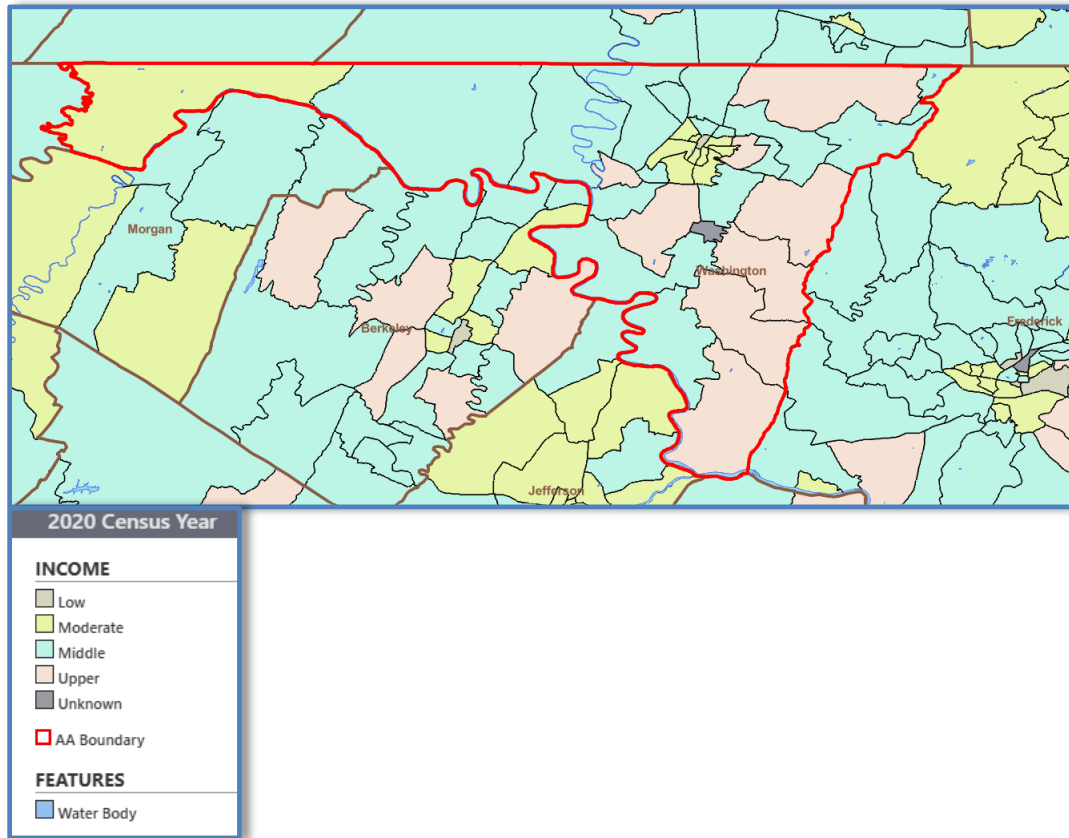 Morgan
Washington
Berkeley
Frederick
Jefferson
2020 Census Year
INCOME
Low
Moderate
Middle
Upper
Unknown
AA Boundary
FEATURES
Water Body